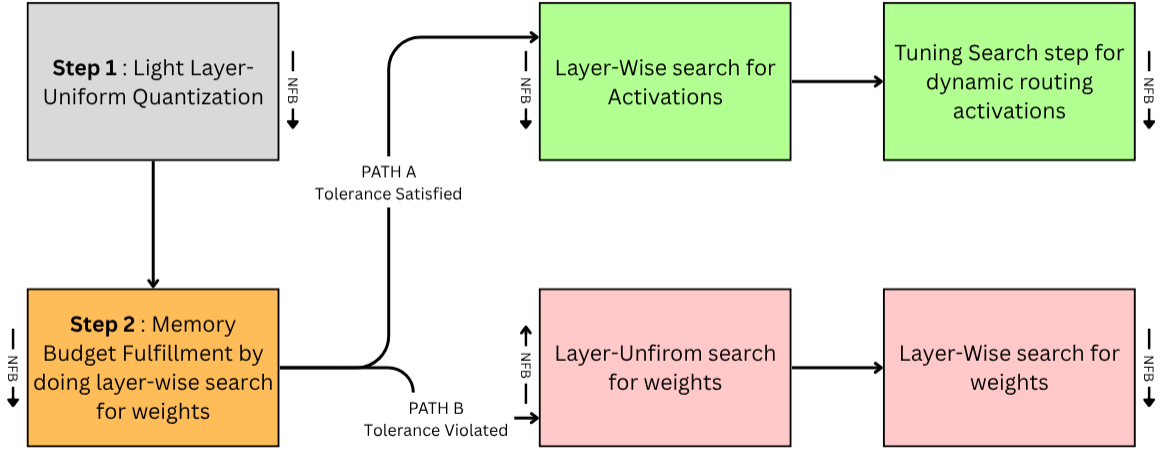 Step 1 : Light Layer-
Uniform Quantization
NFB
Layer-Wise search for
Activations
NFB
Tuning Search step for
dynamic routing
activations
NFB
PATH A
Tolerance Satisfied
Step 2 : Memory
Budget Fulfillment by
doing layer-wise search
for weights
NFB
PATH B
Tolerance Violated
Layer-Unfirom search
for weights
NFB
Layer-Wise search for
weights
NFB